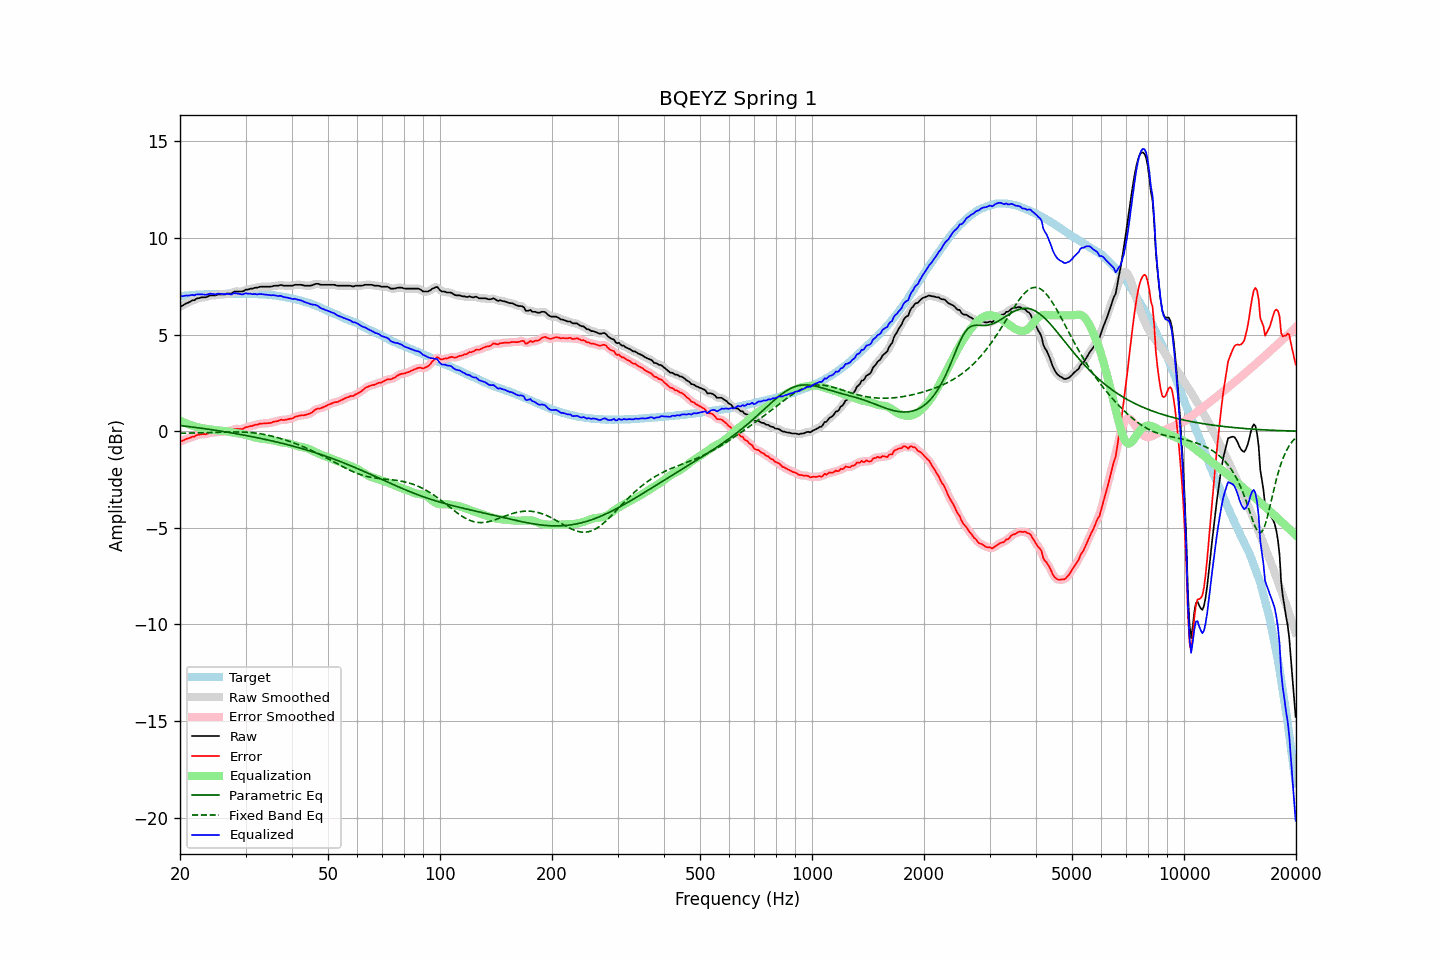 BQEYZ Spring 1
Amplitude (dBr)
15
10
5
0
−5
−10
−15
−20
Target
Raw Smoothed
Error Smoothed
Raw
Error
Equalization
Parametric Eq
Fixed Band Eq
Equalized
20
50
100
200
500
1000
2000
5000
10000
20000
Frequency (Hz)